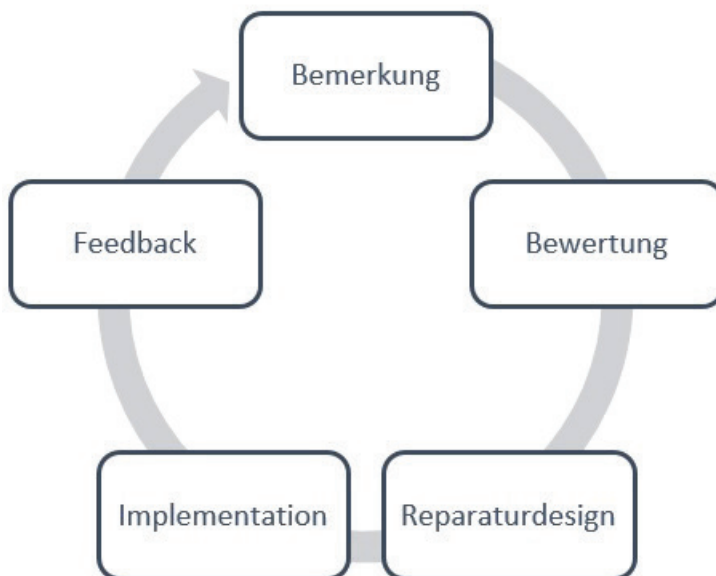 Bemerkung
Bewertung
Reparaturdesign
Implementation
Feedback